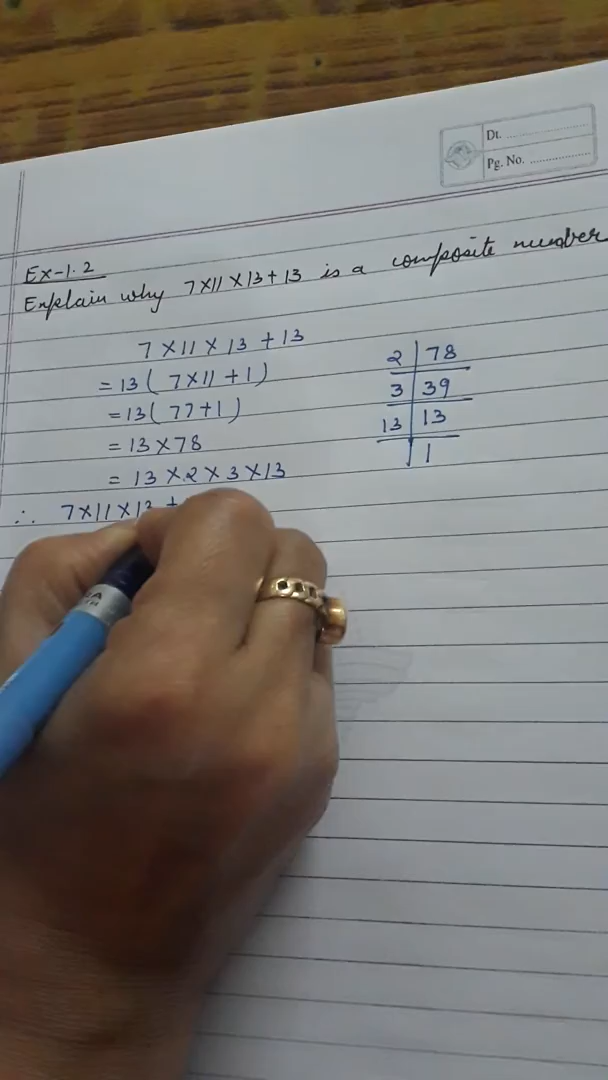 Dt. ..............
Pg. No. ..............
Ex-1.2
Explain why 7×11×13+13 is a composite number
7×11×13+13
=13(7×11+1)
=13(77+1)
=13×78
=13×2×3×13
∴ 7×11×13+
2 | 78
3 | 39
13 | 13
1